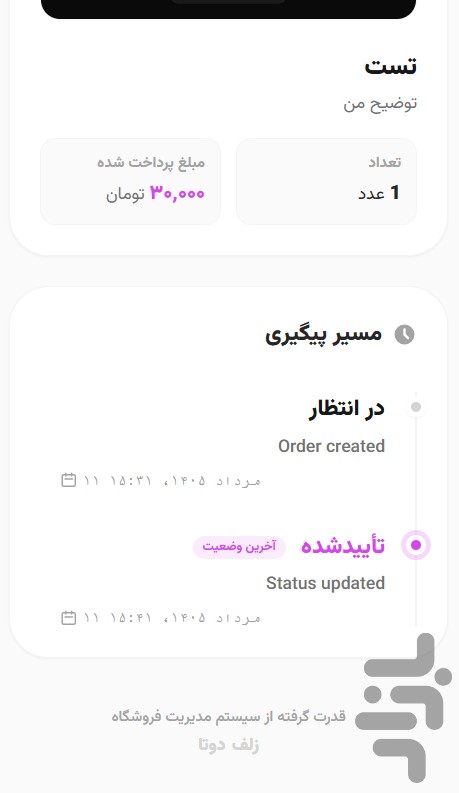 تست
توضیح من
تعداد
1 عدد
مبلغ پرداخت شده
۳۰,۰۰۰ تومان
مسیر پیگیری
در انتظار
Order created
۱۱ مرداد ۱۴۰۵، ۱۵:۳۱
تأییدشده آخرین وضعیت
Status updated
۱۱ مرداد ۱۴۰۵، ۱۵:۴۱
قدرت گرفته از سیستم مدیریت فروشگاه
زلف دوتا